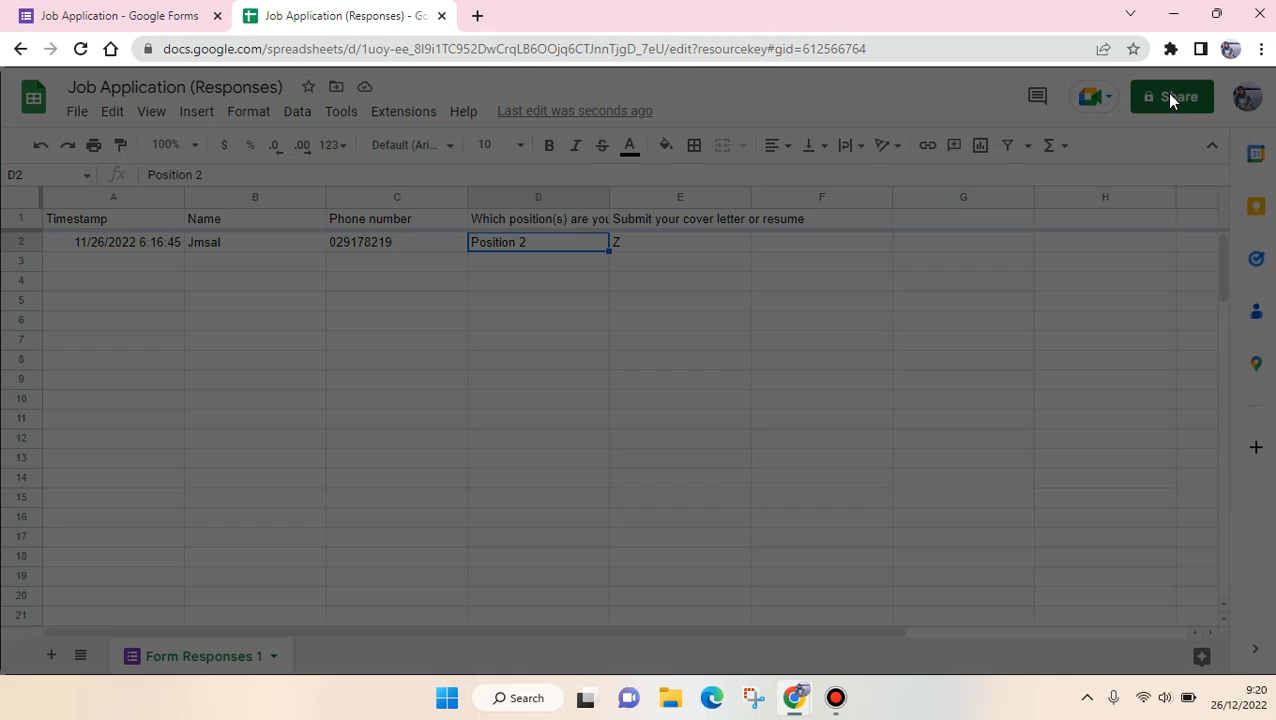 Job Application - Google Forms
Job Application (Responses) - Go
docs.google.com/spreadsheets/d/1uoy-ee_8I9i1TC952DwCrqLB6OOjq6CTJnnTjgD_7eU/edit?resourcekey#gid=612566764
Job Application (Responses)
File Edit View Insert Format Data Tools Extensions Help Last edit was seconds ago
Share
100% $ % .0 .00 123 Default (Ari... 10 B I S A
D2 fx Position 2
A B C D E F G H
1 Timestamp Name Phone number Which position(s) are you Submit your cover letter or resume
2 11/26/2022 6:16:45 Jmsal 029178219 Position 2 Z
3
4
5
6
7
8
9
10
11
12
13
14
15
16
17
18
19
20
21
Form Responses 1
Search
9:20
26/12/2022